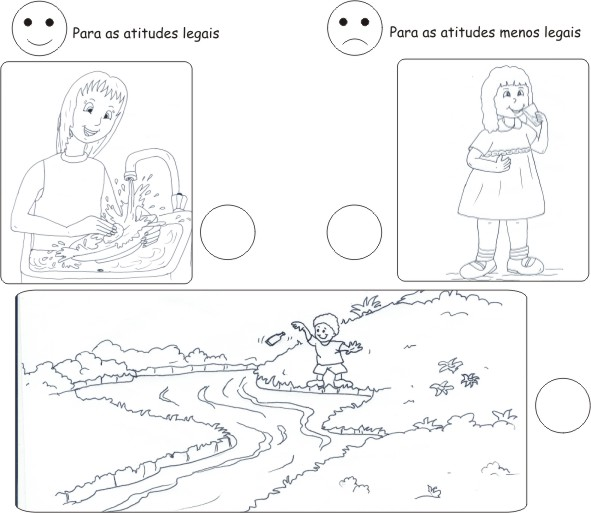 Para as atitudes legais
Para as atitudes menos legais